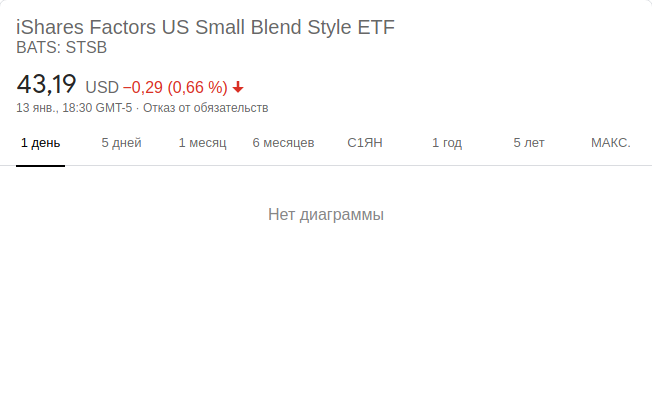 iShares Factors US Small Blend Style ETF
BATS: STSB
43,19 USD −0,29 (0,66 %)
13 янв., 18:30 GMT-5 · Отказ от обязательств
1 день 5 дней 1 месяц 6 месяцев С1ЯН 1 год 5 лет МАКС.
Нет диаграммы